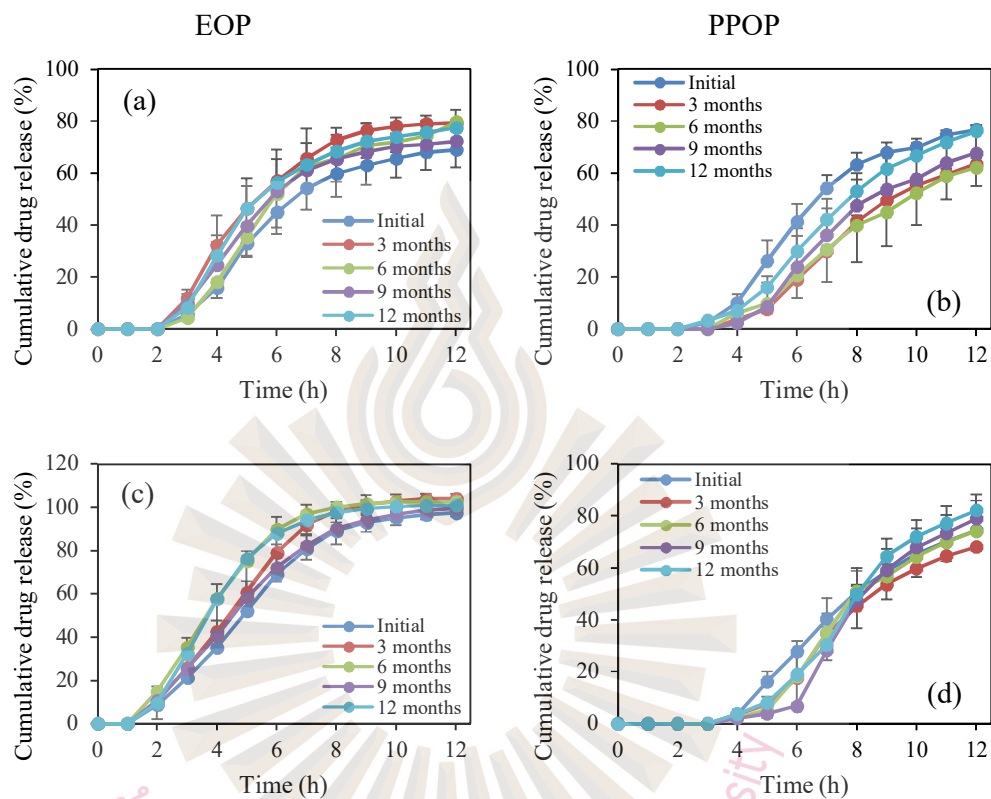 EOP
PPOP
100
80
60
40
20
0
0 2 4 6 8 10 12
Cumulative drug release (%)
Time (h)
(a)
Initial
3 months
6 months
9 months
12 months
100
80
60
40
20
0
0 2 4 6 8 10 12
Cumulative drug release (%)
Time (h)
(b)
Initial
3 months
6 months
9 months
12 months
120
100
80
60
40
20
0
0 2 4 6 8 10 12
Cumulative drug release (%)
Time (h)
(c)
Initial
3 months
6 months
9 months
12 months
100
80
60
40
20
0
0 2 4 6 8 10 12
Cumulative drug release (%)
Time (h)
(d)
Initial
3 months
6 months
9 months
12 months